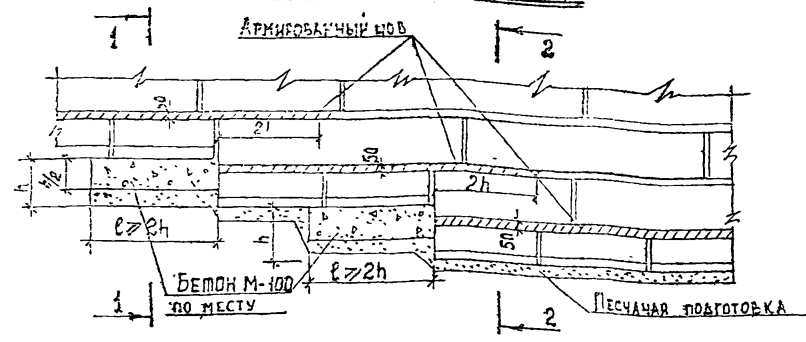 1
2
Армированный шов
50
2h
50
2h
h
h/2
50
h
l⩾2h
l⩾2h
Бетон М-100
по месту
Песчаная подготовка
1
2